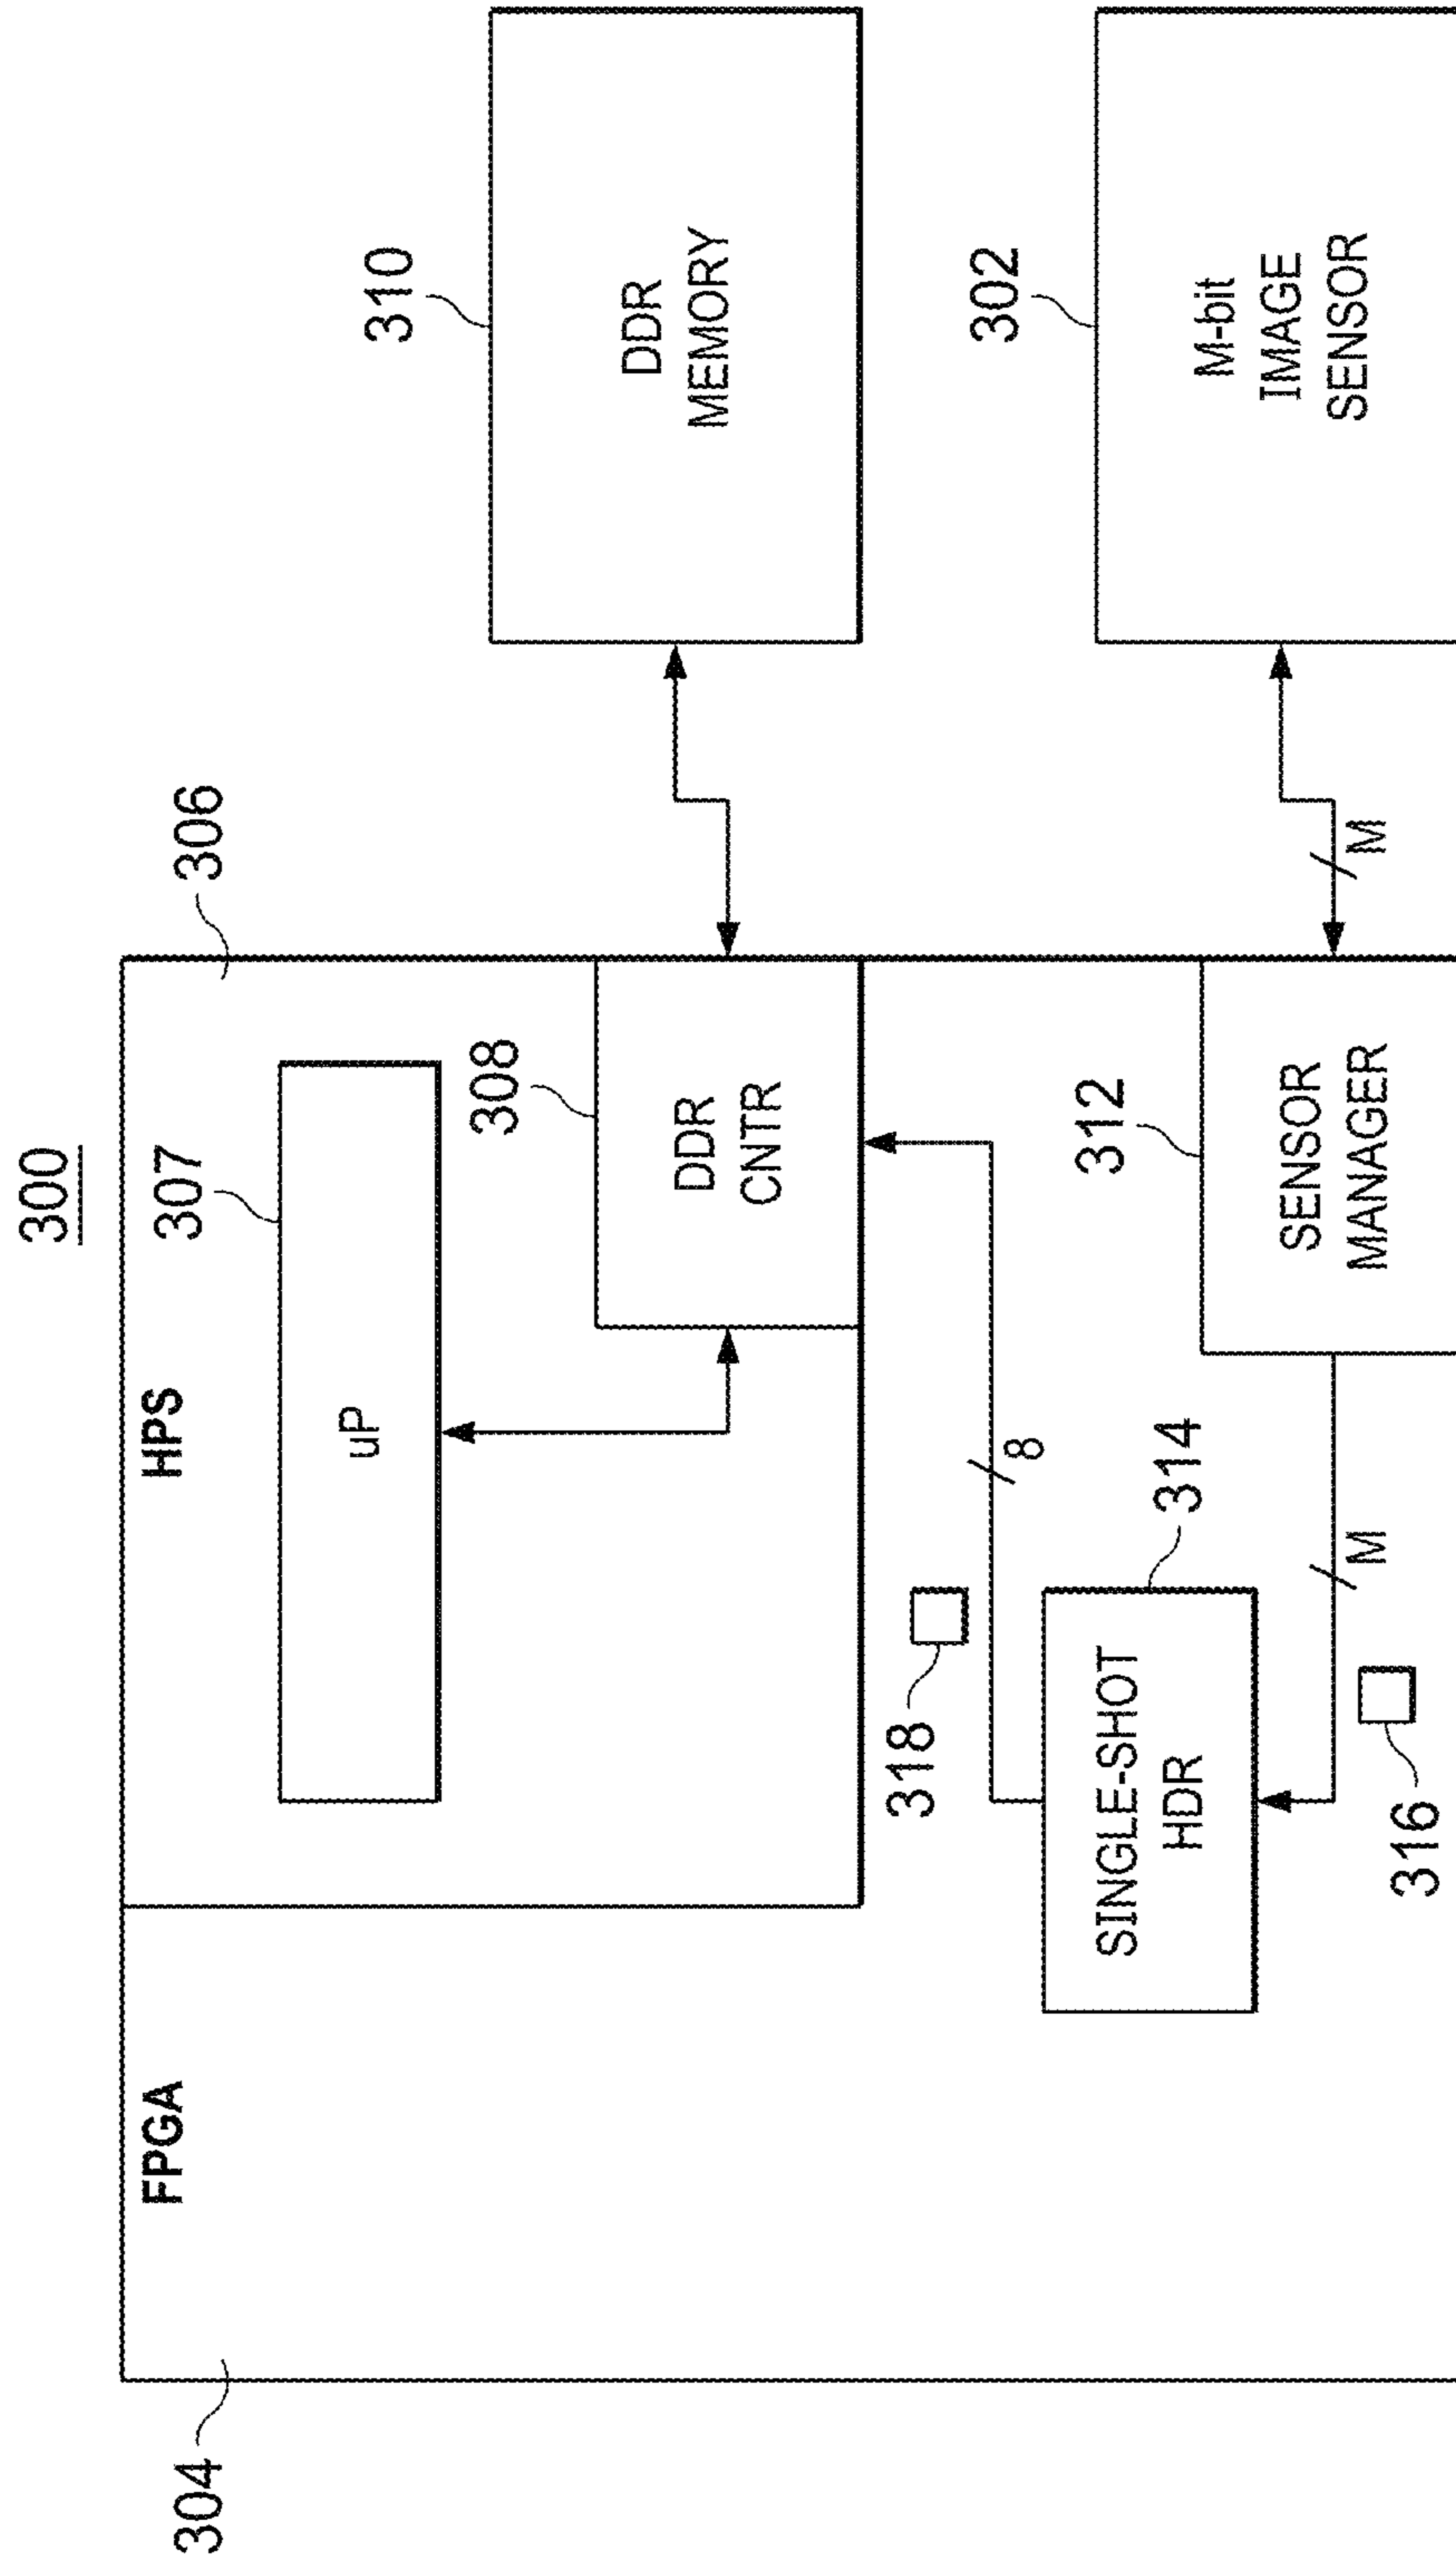 300
FPGA
HPS
307
304
306
uP
310
308
DDR
MEMORY
DDR
CNTR
318
8
302
312
SINGLE-SHOT
HDR
314
M-bit
IMAGE
SENSOR
SENSOR
MANAGER
M
M
316